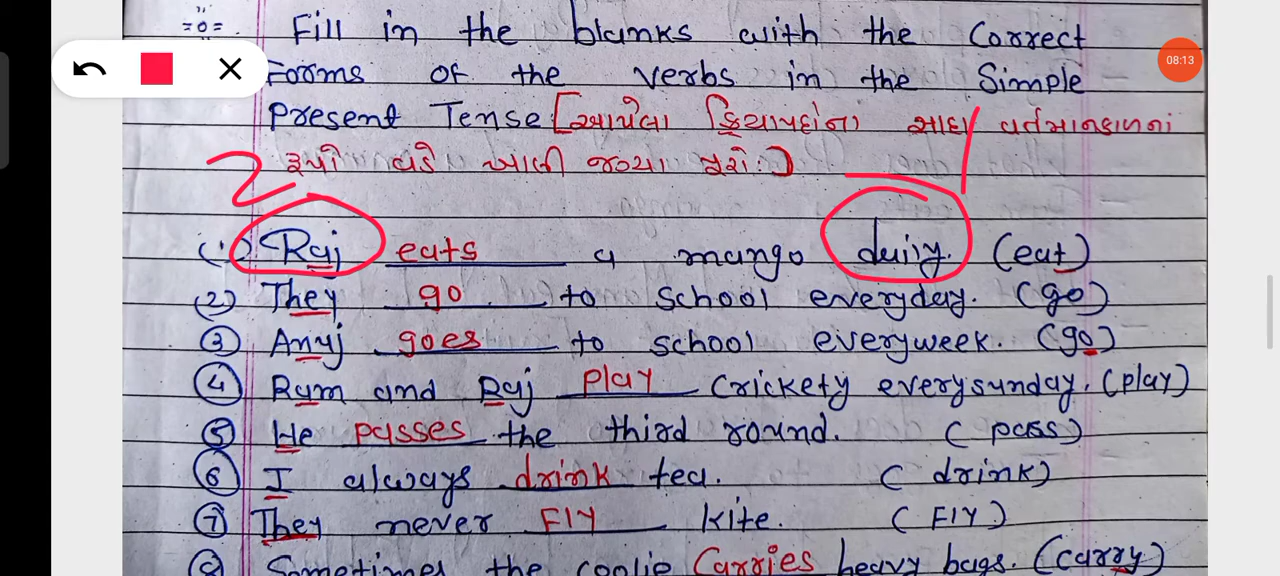 08:13
=0= Fill in the blanks with the Correct
Forms of the Verbs in the Simple
Present Tense [આપેલા ક્રિયાપદોના સાદા વર્તમાનકાળનાં
રૂપો વડે ખાલી જગ્યા પૂરો:]
(1) Raj eats a mango daily. (eat)
(2) They go to school everyday. (go)
(3) Anuj goes to school everyweek. (go)
(4) Ram and Raj play Crickety everysunday. (play)
(5) He passes the third round. (pass)
(6) I always drink tea. (drink)
(7) They never Fly kite. (Fly)
(8) Sometimes the coolie Carries heavy bags. (carry)